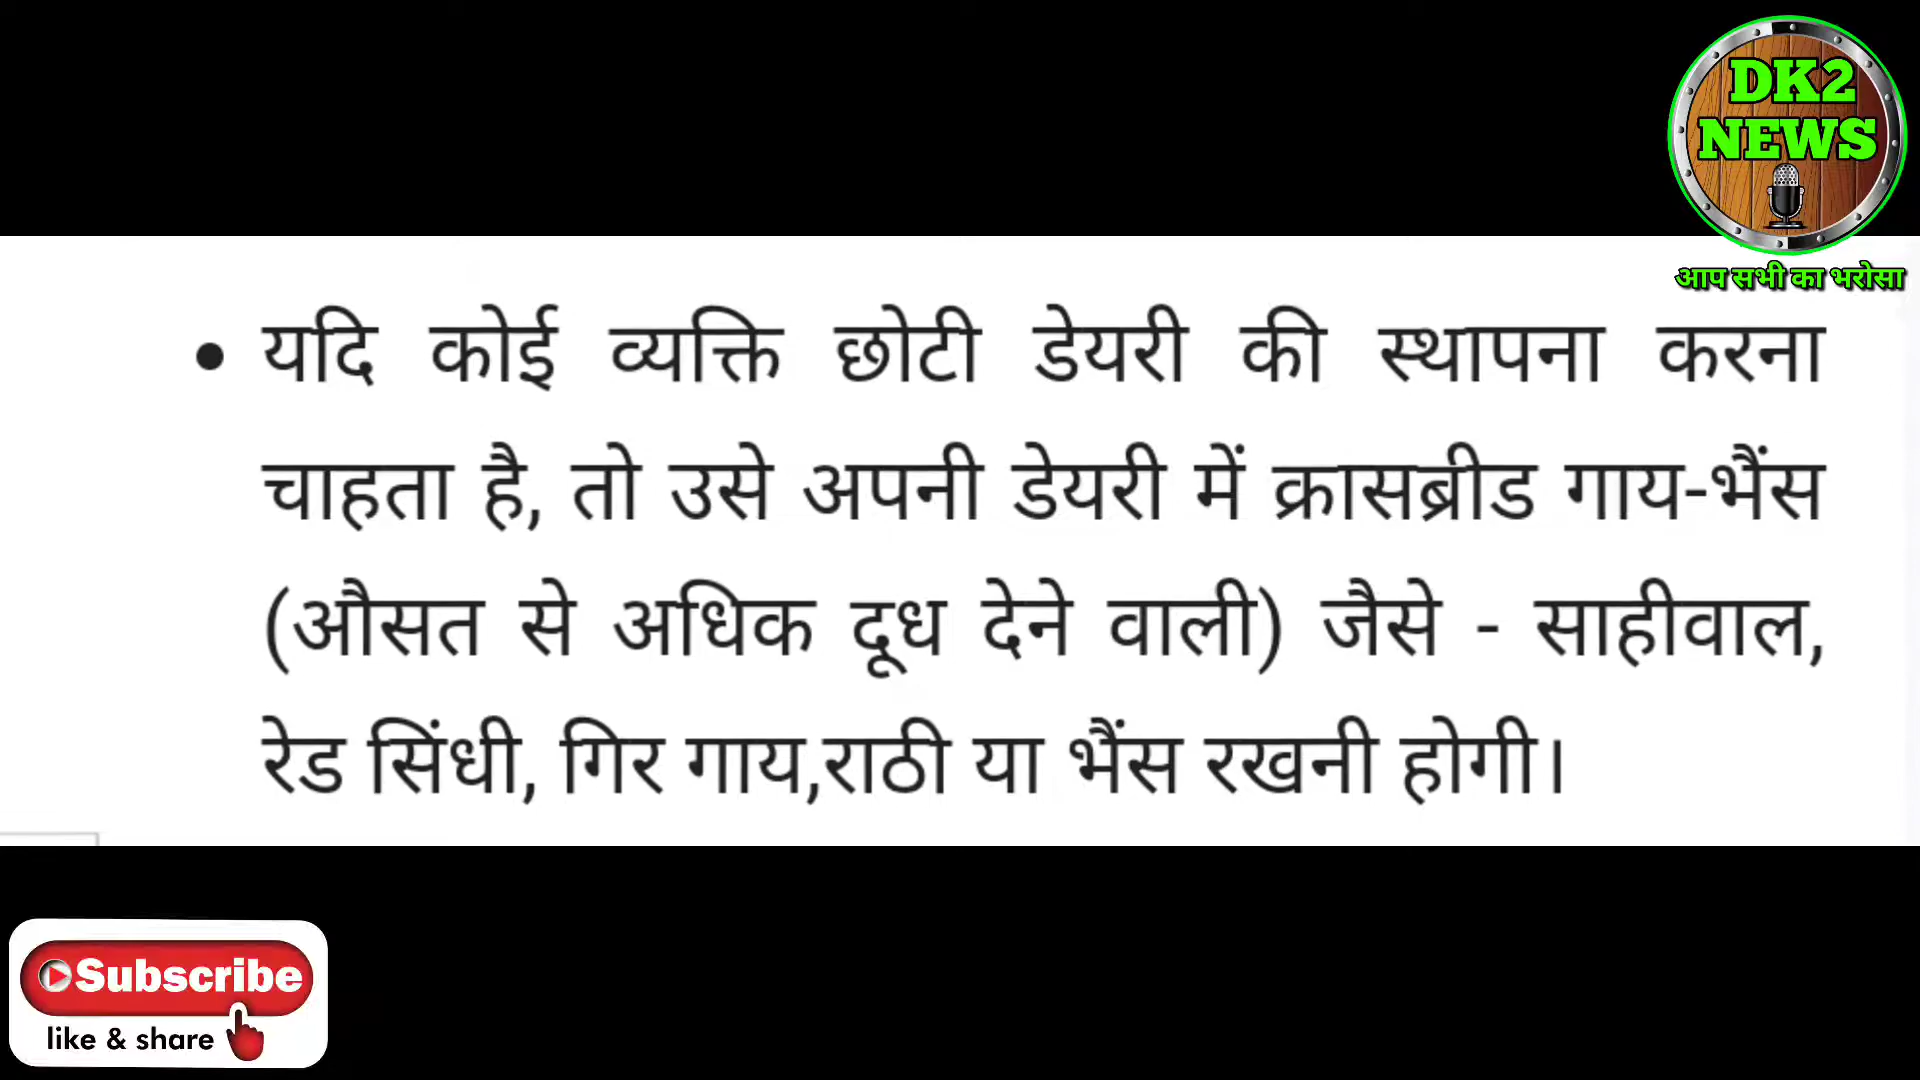 DK2
NEWS
आप सभी का भरोसा
• यदि कोई व्यक्ति छोटी डेयरी की स्थापना करना
चाहता है, तो उसे अपनी डेयरी में क्रासब्रीड गाय-भैंस
(औसत से अधिक दूध देने वाली) जैसे - साहीवाल,
रेड सिंधी, गिर गाय,राठी या भैंस रखनी होगी।
Subscribe
like & share